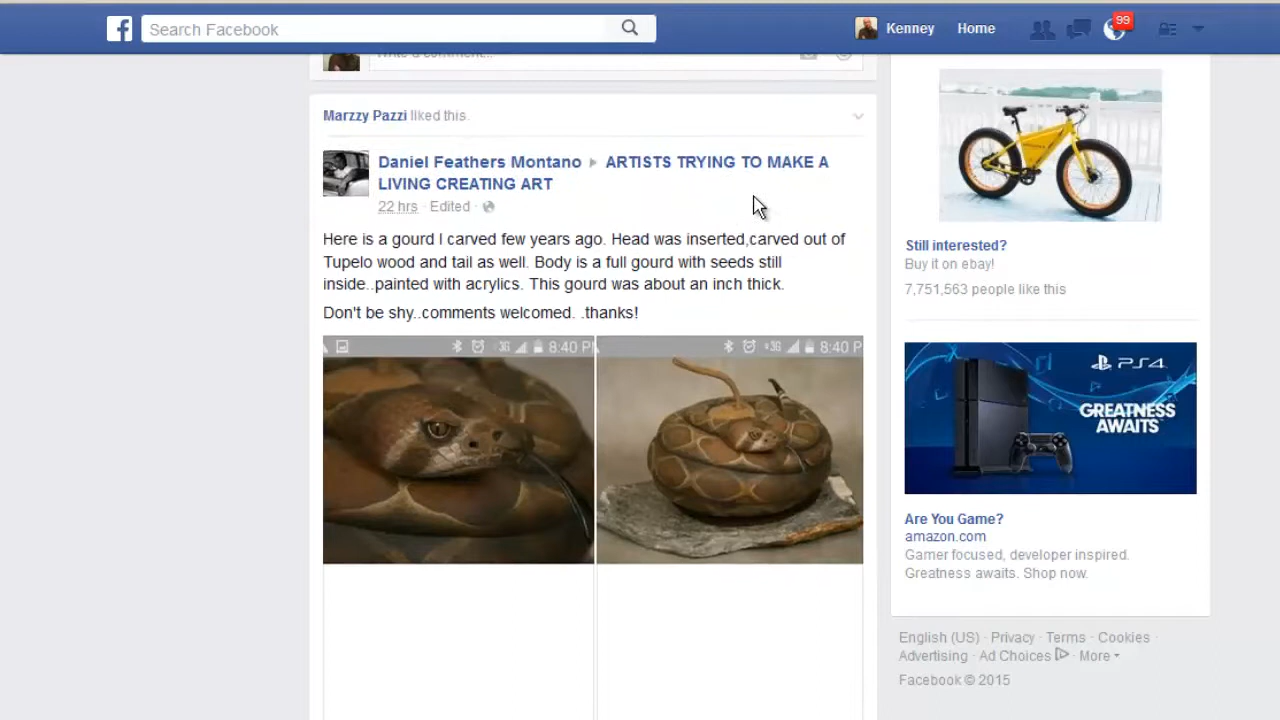 Search Facebook
Kenney
Home
99
Write a comment...
Marzzy Pazzi liked this.
Daniel Feathers Montano ARTISTS TRYING TO MAKE A
LIVING CREATING ART
22 hrs · Edited ·
Here is a gourd I carved few years ago. Head was inserted,carved out of
Tupelo wood and tail as well. Body is a full gourd with seeds still
inside..painted with acrylics. This gourd was about an inch thick.
Don't be shy..comments welcomed. .thanks!
3G 8:40 P
3G 8:40 P
Still interested?
Buy it on ebay!
7,751,563 people like this
PS4
GREATNESS
AWAITS
Are You Game?
amazon.com
Gamer focused, developer inspired.
Greatness awaits. Shop now.
English (US) · Privacy · Terms · Cookies ·
Advertising · Ad Choices · More
Facebook © 2015